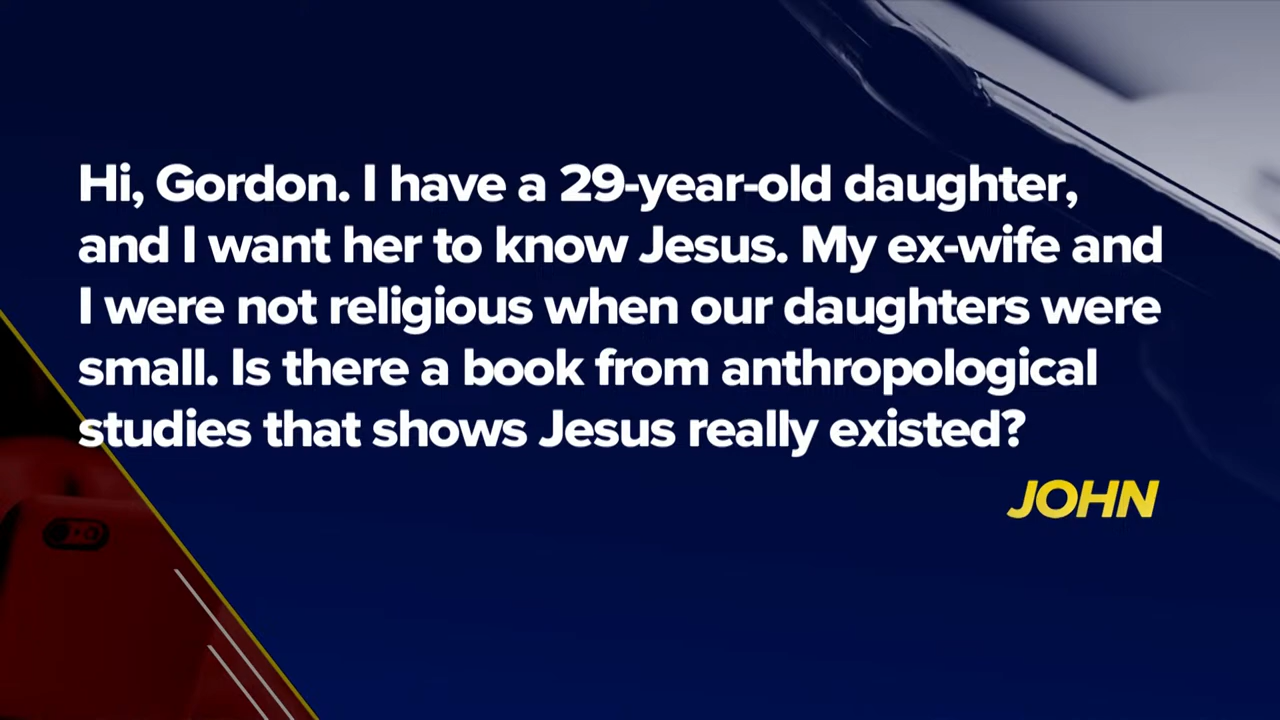 Hi, Gordon. I have a 29-year-old daughter,
and I want her to know Jesus. My ex-wife and
I were not religious when our daughters were
small. Is there a book from anthropological
studies that shows Jesus really existed?
JOHN